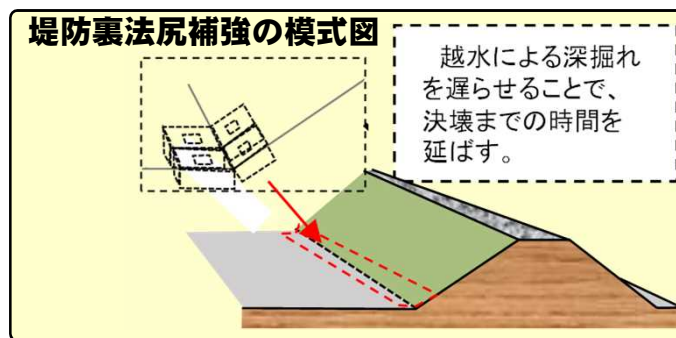 堤防裏法尻補強の模式図
越水による深掘れ
を遅らせることで、
決壊までの時間を
延ばす。